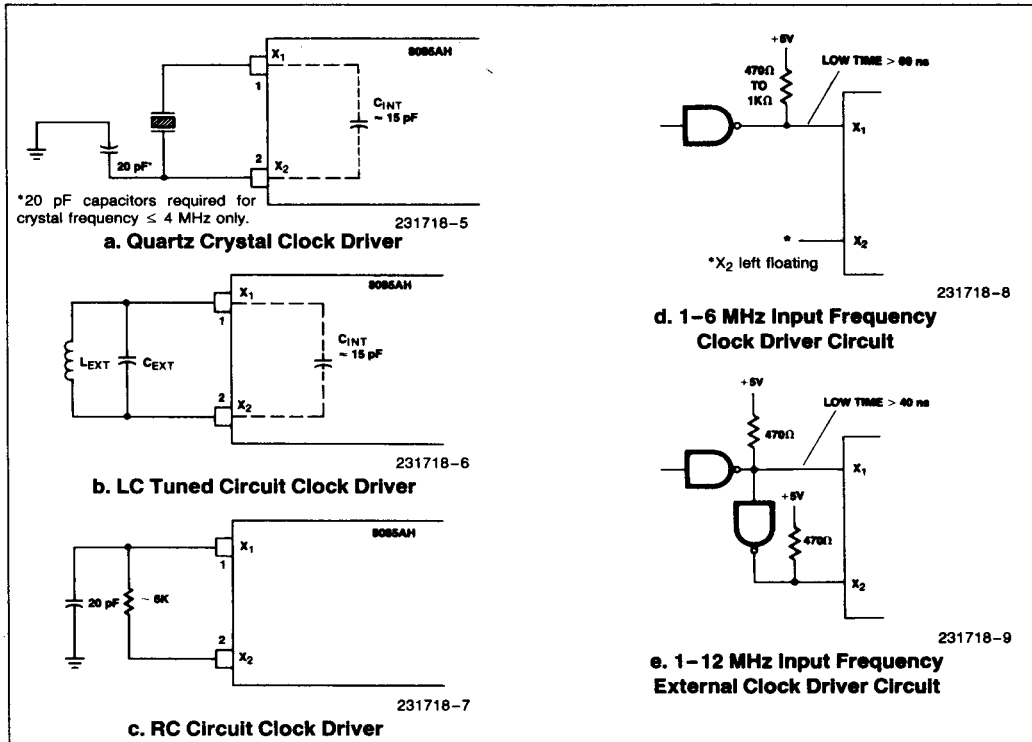 8085AH
X1
1
CINT
~ 15 pF
20 pF*
2
X2
*20 pF capacitors required for
crystal frequency ≤ 4 MHz only.
231718-5
a. Quartz Crystal Clock Driver
8085AH
X1
1
LEXT
CEXT
CINT
~ 15 pF
2
X2
231718-6
b. LC Tuned Circuit Clock Driver
8085AH
X1
1
20 pF
~ 6K
2
X2
231718-7
c. RC Circuit Clock Driver
+5V
470Ω
TO
1KΩ
LOW TIME > 60 ns
X1
*
X2
*X2 left floating
231718-8
d. 1–6 MHz Input Frequency
Clock Driver Circuit
+5V
470Ω
LOW TIME > 40 ns
X1
+5V
470Ω
X2
231718-9
e. 1–12 MHz Input Frequency
External Clock Driver Circuit